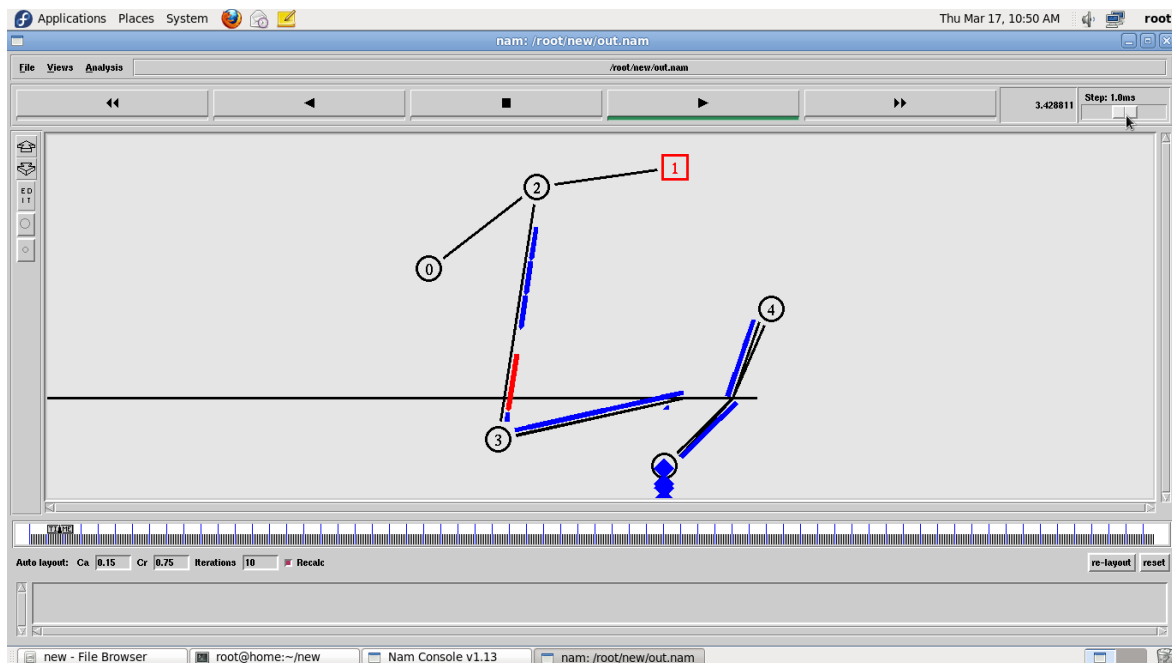 Applications Places System Thu Mar 17, 10:50 AM root
nam: /root/new/out.nam
File Views Analysis /root/new/out.nam
3.428811 Step: 1.0ms
ED
IT
1
2
0
4
3
TIME
Auto layout: Ca 0.15 Cr 0.75 Iterations 10 Recalc re-layout reset
new - File Browser root@home:~/new Nam Console v1.13 nam: /root/new/out.nam